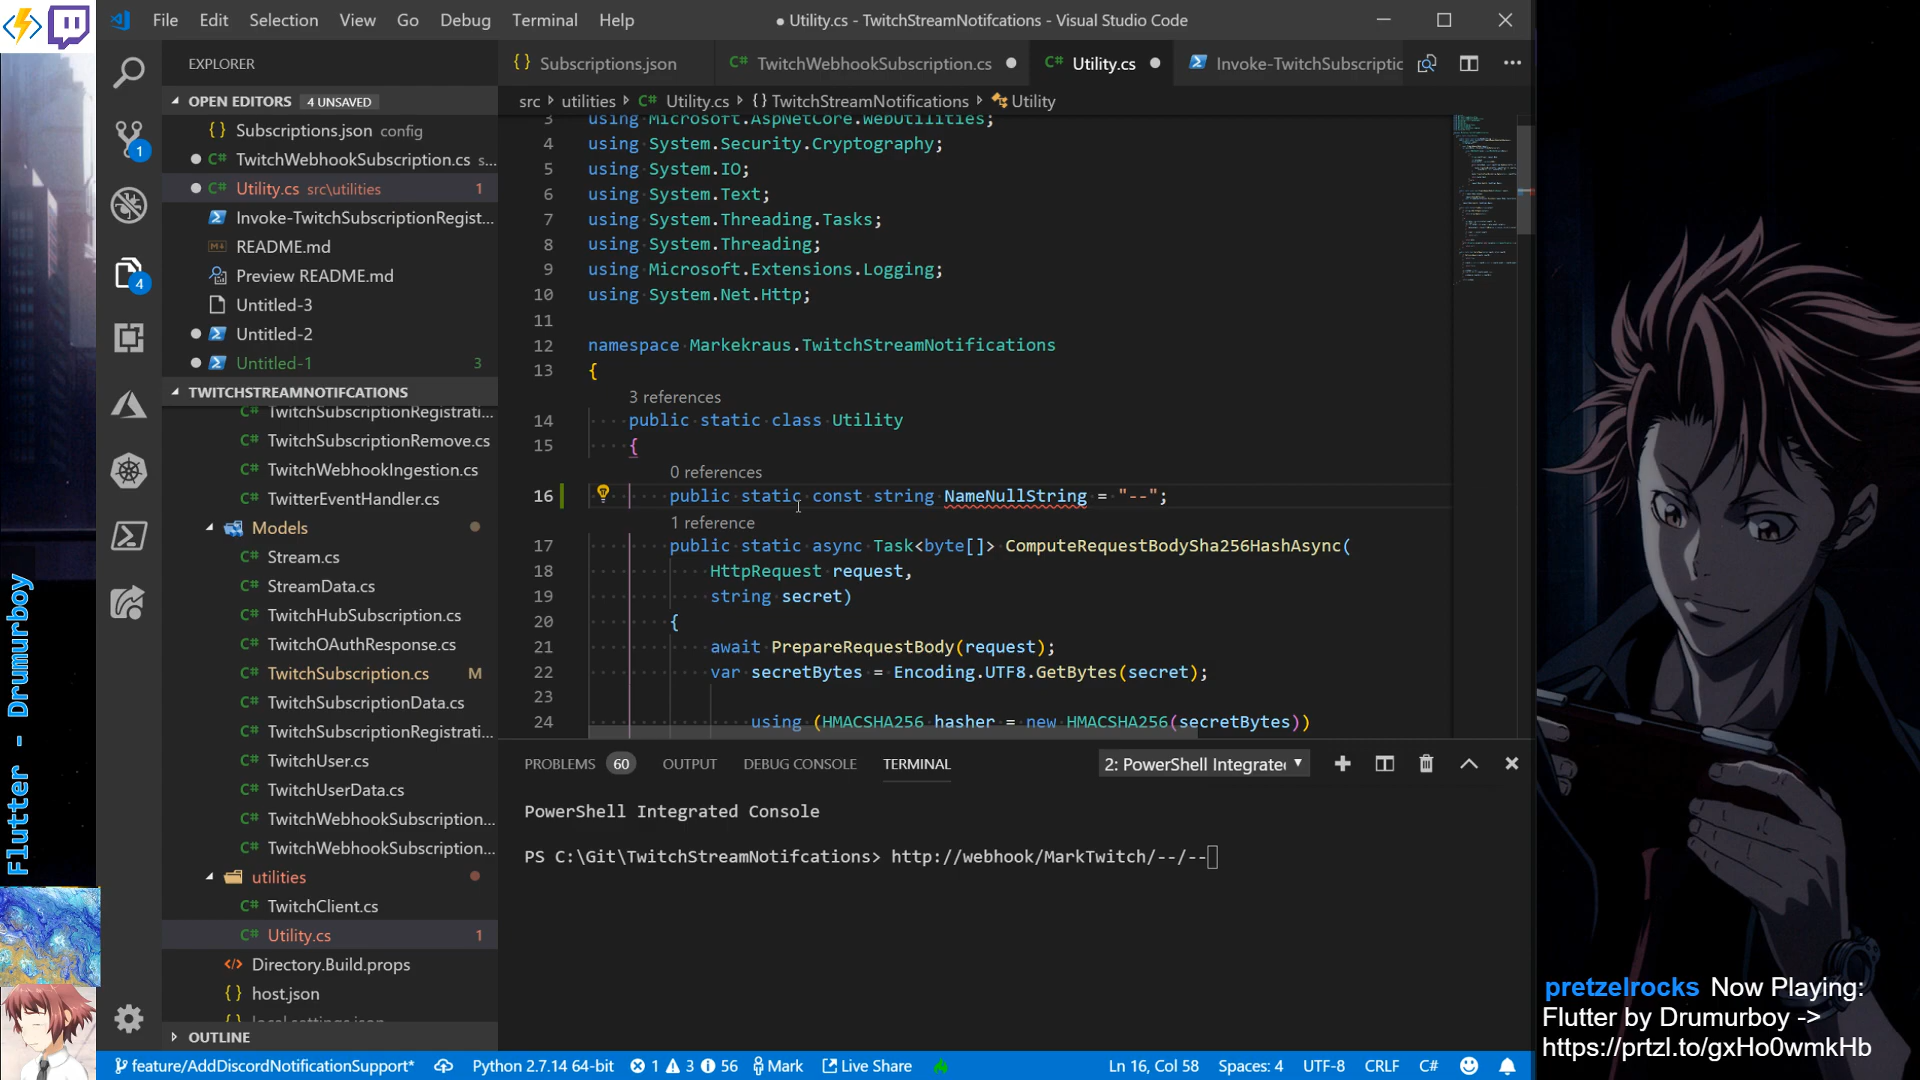 File Edit Selection View Go Debug Terminal Help
● Utility.cs - TwitchStreamNotifcations - Visual Studio Code
EXPLORER
OPEN EDITORS 4 UNSAVED
{} Subscriptions.json config
C# TwitchWebhookSubscription.cs s...
C# Utility.cs src\utilities 1
Invoke-TwitchSubscriptionRegist...
README.md
Preview README.md
Untitled-3
Untitled-2
Untitled-1 3
TWITCHSTREAMNOTIFCATIONS
C# TwitchSubscriptionRegistrati...
C# TwitchSubscriptionRemove.cs
C# TwitchWebhookIngestion.cs
C# TwitterEventHandler.cs
Models
C# Stream.cs
C# StreamData.cs
C# TwitchHubSubscription.cs
C# TwitchOAuthResponse.cs
C# TwitchSubscription.cs M
C# TwitchSubscriptionData.cs
C# TwitchSubscriptionRegistrati...
C# TwitchUser.cs
C# TwitchUserData.cs
C# TwitchWebhookSubscription...
C# TwitchWebhookSubscription...
utilities
C# TwitchClient.cs
C# Utility.cs 1
Directory.Build.props
{} host.json
OUTLINE
1
4
{} Subscriptions.json
C# TwitchWebhookSubscription.cs
C# Utility.cs
Invoke-TwitchSubscriptic
src > utilities > C# Utility.cs > {} TwitchStreamNotifications > Utility
3 using Microsoft.AspNetCore.WebUtilities;
4 using System.Security.Cryptography;
5 using System.IO;
6 using System.Text;
7 using System.Threading.Tasks;
8 using System.Threading;
9 using Microsoft.Extensions.Logging;
10 using System.Net.Http;
11
12 namespace Markekraus.TwitchStreamNotifications
13 {
3 references
14 public static class Utility
15 {
0 references
16 public static const string NameNullString = "--";
1 reference
17 public static async Task<byte[]> ComputeRequestBodySha256HashAsync(
18 HttpRequest request,
19 string secret)
20 {
21 await PrepareRequestBody(request);
22 var secretBytes = Encoding.UTF8.GetBytes(secret);
23
24 using (HMACSHA256 hasher = new HMACSHA256(secretBytes))
PROBLEMS 60 OUTPUT DEBUG CONSOLE TERMINAL
2: PowerShell Integrate
PowerShell Integrated Console
PS C:\Git\TwitchStreamNotifcations> http://webhook/MarkTwitch/--/--
feature/AddDiscordNotificationSupport* Python 2.7.14 64-bit 1 3 56 Mark Live Share
Ln 16, Col 58 Spaces: 4 UTF-8 CRLF C#
Flutter - Drumurboy
pretzelrocks Now Playing:
Flutter by Drumurboy ->
https://prtzl.to/gxHo0wmkHb